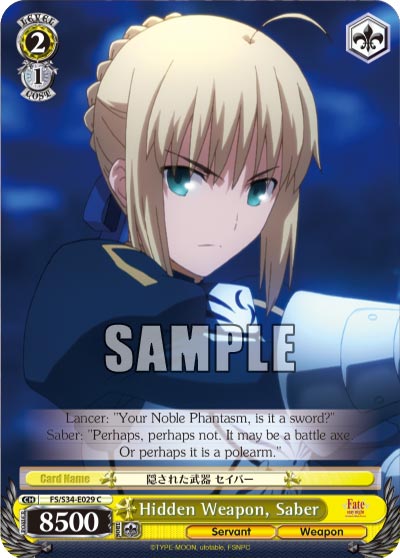 LEVEL
2
1
COST
SAMPLE
Lancer: "Your Noble Phantasm, is it a sword?"
Saber: "Perhaps, perhaps not. It may be a battle axe.
Or perhaps it is a polearm."
Card Name
隠された武器 セイバー
CH
FS/S34-E029 C
Hidden Weapon, Saber
Fate
POWER
8500
Servant
Weapon
©TYPE-MOON, ufotable, FSNPC